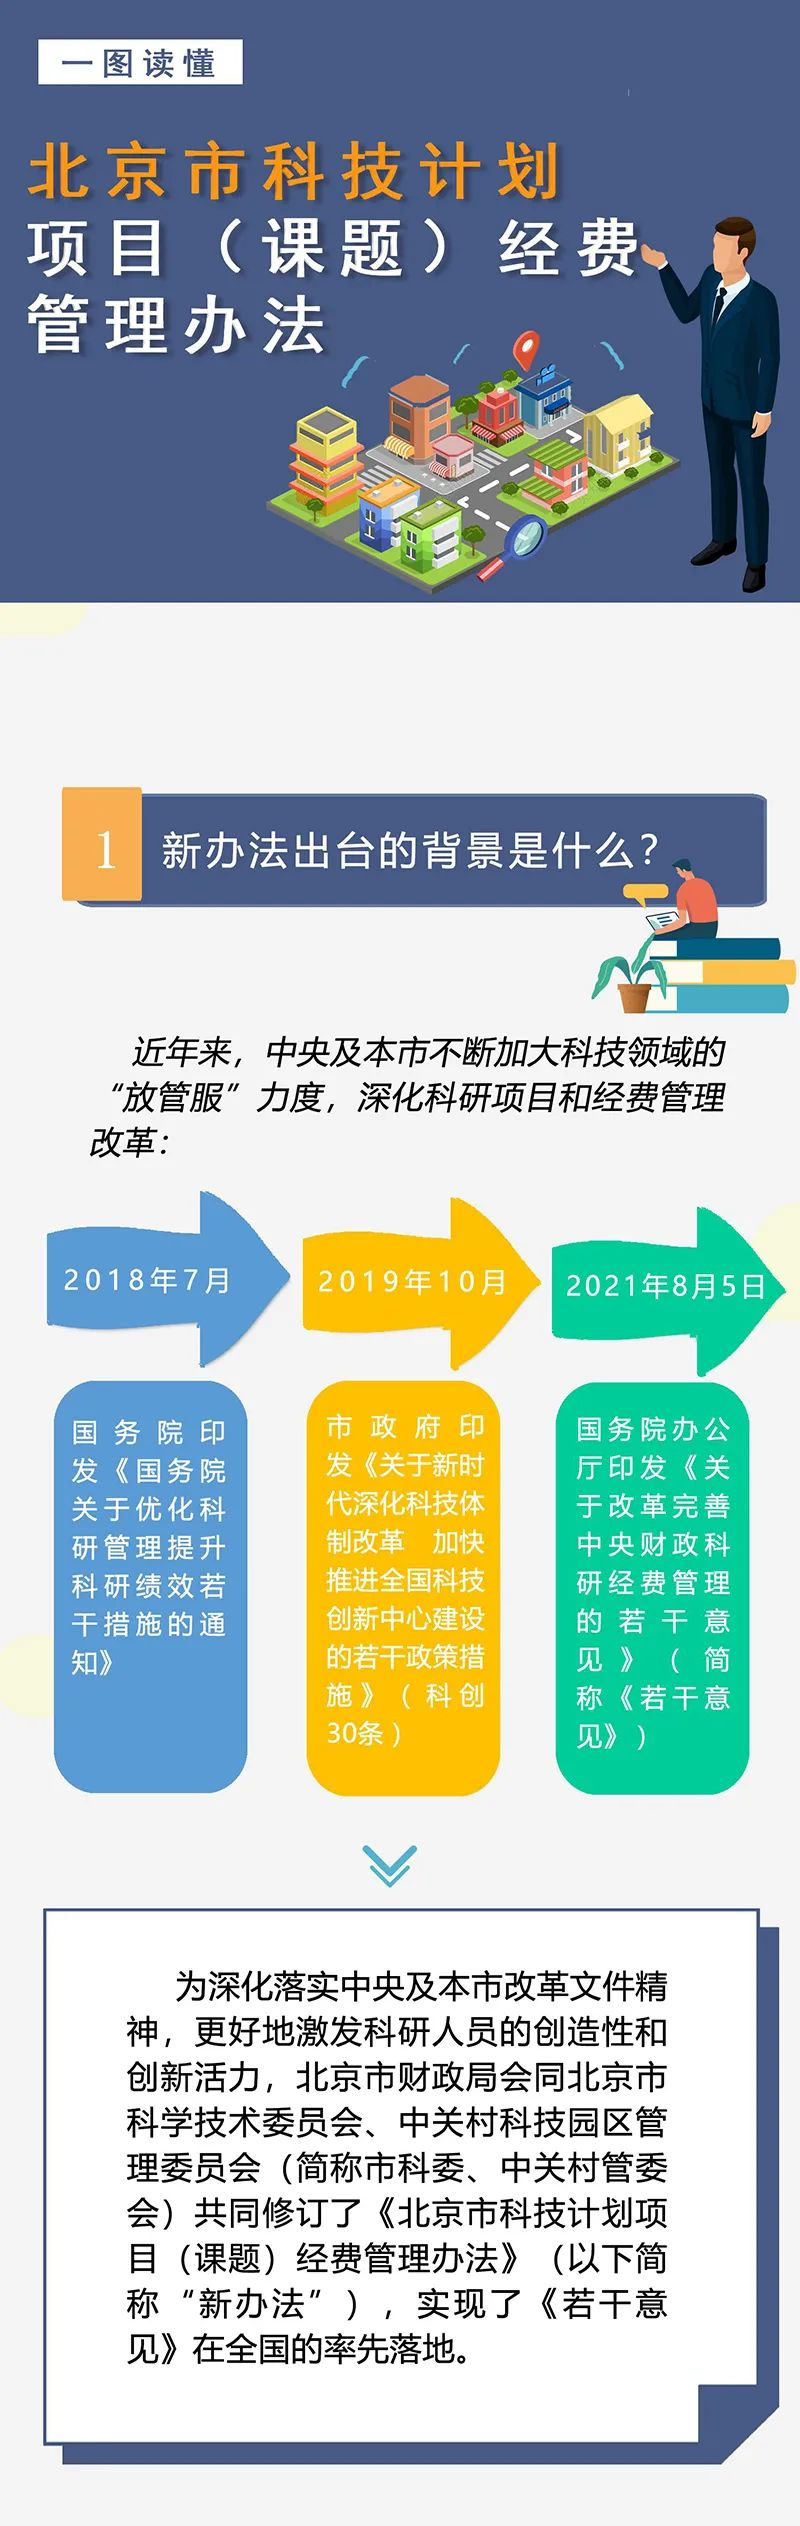 一图读懂
北京市科技计划
项目（课题）经费
管理办法
1
新办法出台的背景是什么？
近年来，中央及本市不断加大科技领域的
“放管服”力度，深化科研项目和经费管理
改革：
2018年7月
2019年10月
2021年8月5日
国务院印
发《国务院
关于优化科
研管理提升
科研绩效若
干措施的通
知》
市政府印
发《关于新时
代深化科技体
制改革 加快
推进全国科技
创新中心建设
的若干政策措
施》（科创
30条）
国务院办公
厅印发《关
于改革完善
中央财政科
研经费管理
的若干意
见》（简
称《若干意
见》）
为深化落实中央及本市改革文件精
神，更好地激发科研人员的创造性和
创新活力，北京市财政局会同北京市
科学技术委员会、中关村科技园区管
理委员会（简称市科委、中关村管委
会）共同修订了《北京市科技计划项
目（课题）经费管理办法》（以下简
称“新办法”），实现了《若干意
见》在全国的率先落地。